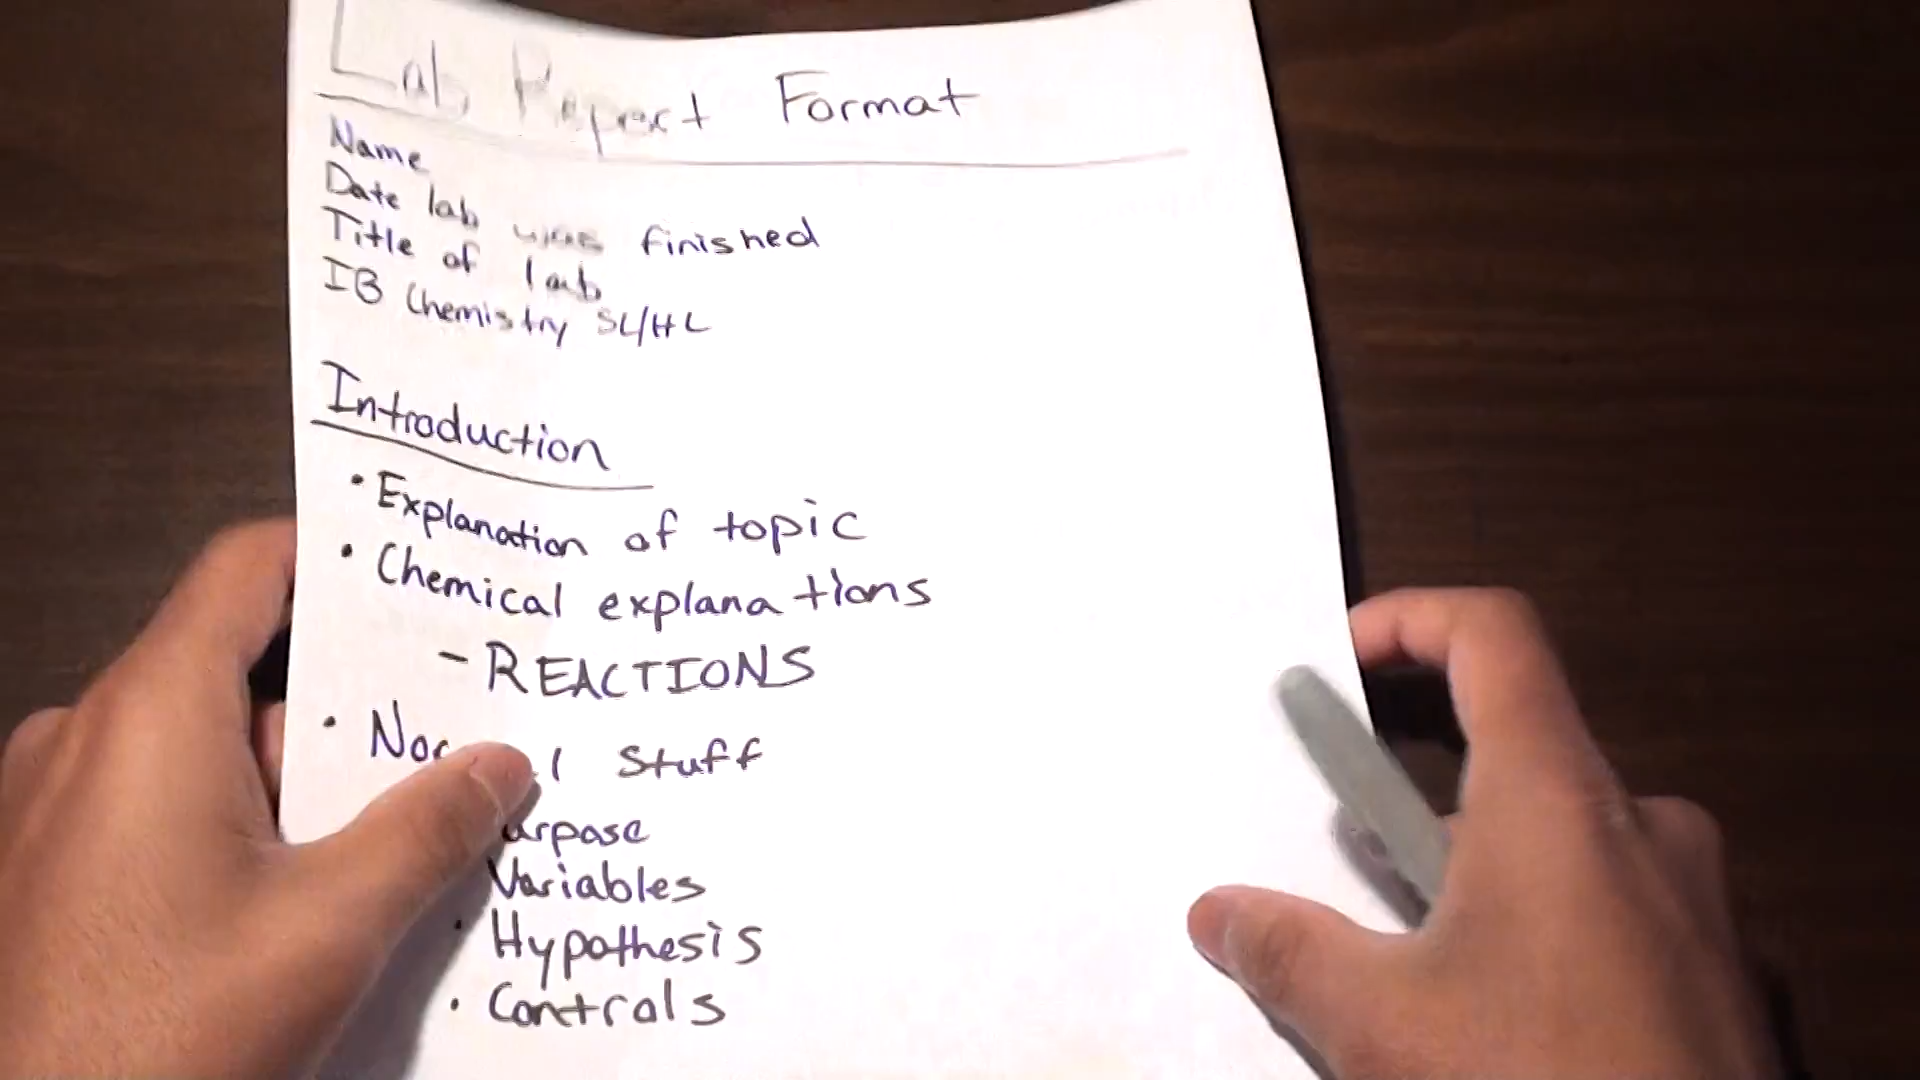 Lab Report Format
Name
Date lab was finished
Title of lab
IB Chemistry SL/HL
Introduction
• Explanation of topic
• Chemical explanations
- REACTIONS
• Stuff
Variables
• Hypothesis
• Controls